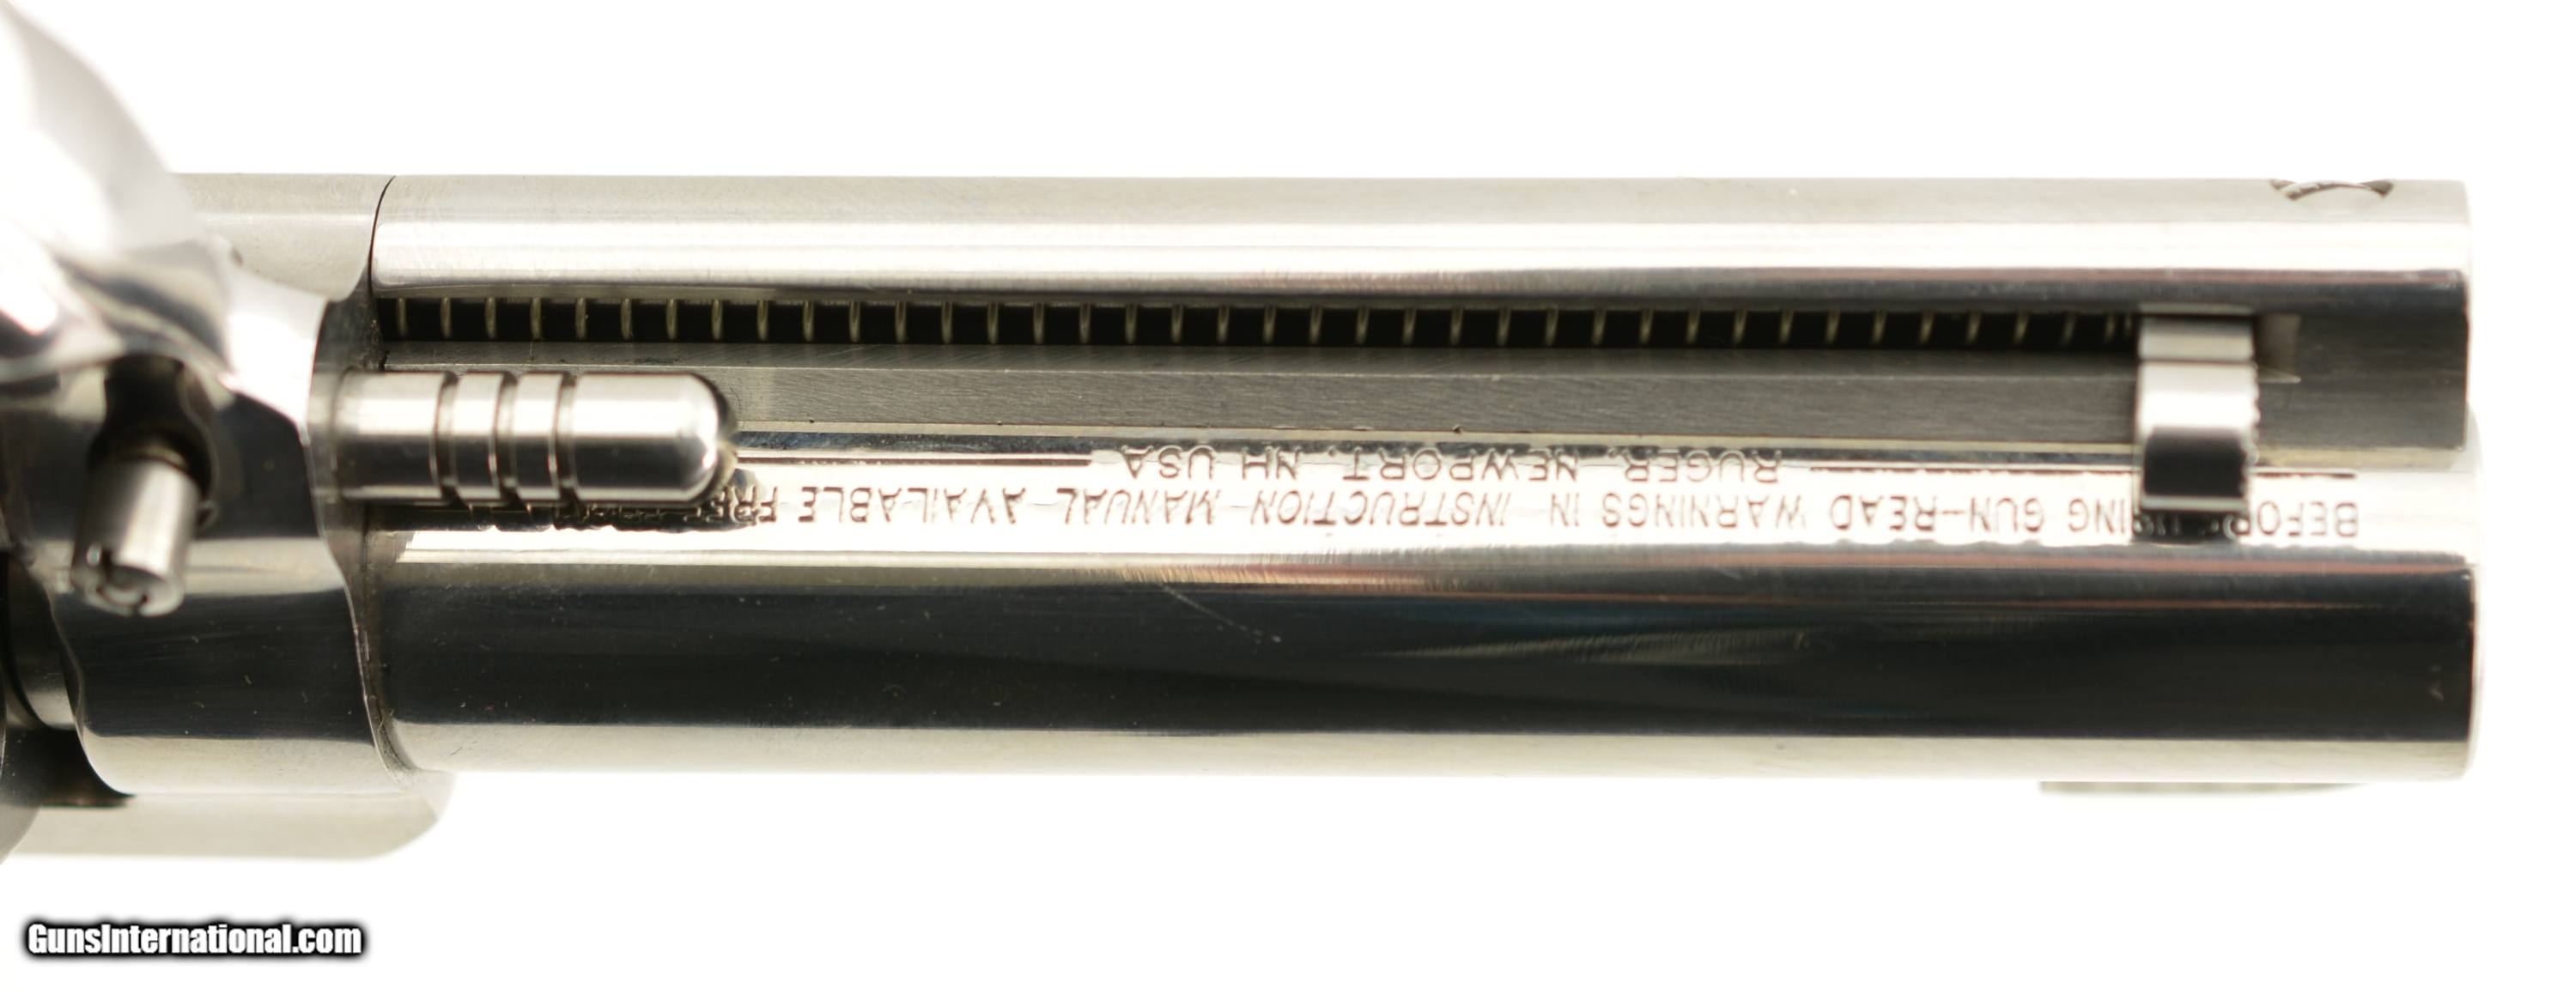 BEFORE USING GUN-READ WARNINGS IN INSTRUCTION MANUAL AVAILABLE FREE
RUGER, NEWPORT, NH USA
GunsInternational.com